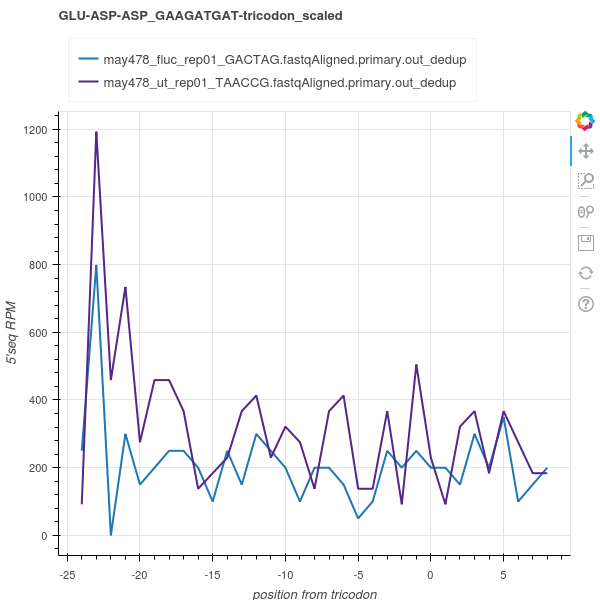 GLU-ASP-ASP_GAAGATGAT-tricodon_scaled
may478_fluc_rep01_GACTAG.fastqAligned.primary.out_dedup
may478_ut_rep01_TAACCG.fastqAligned.primary.out_dedup
1200
1000
800
600
400
200
0
5'seq RPM
-25 -20 -15 -10 -5 0 5
position from tricodon